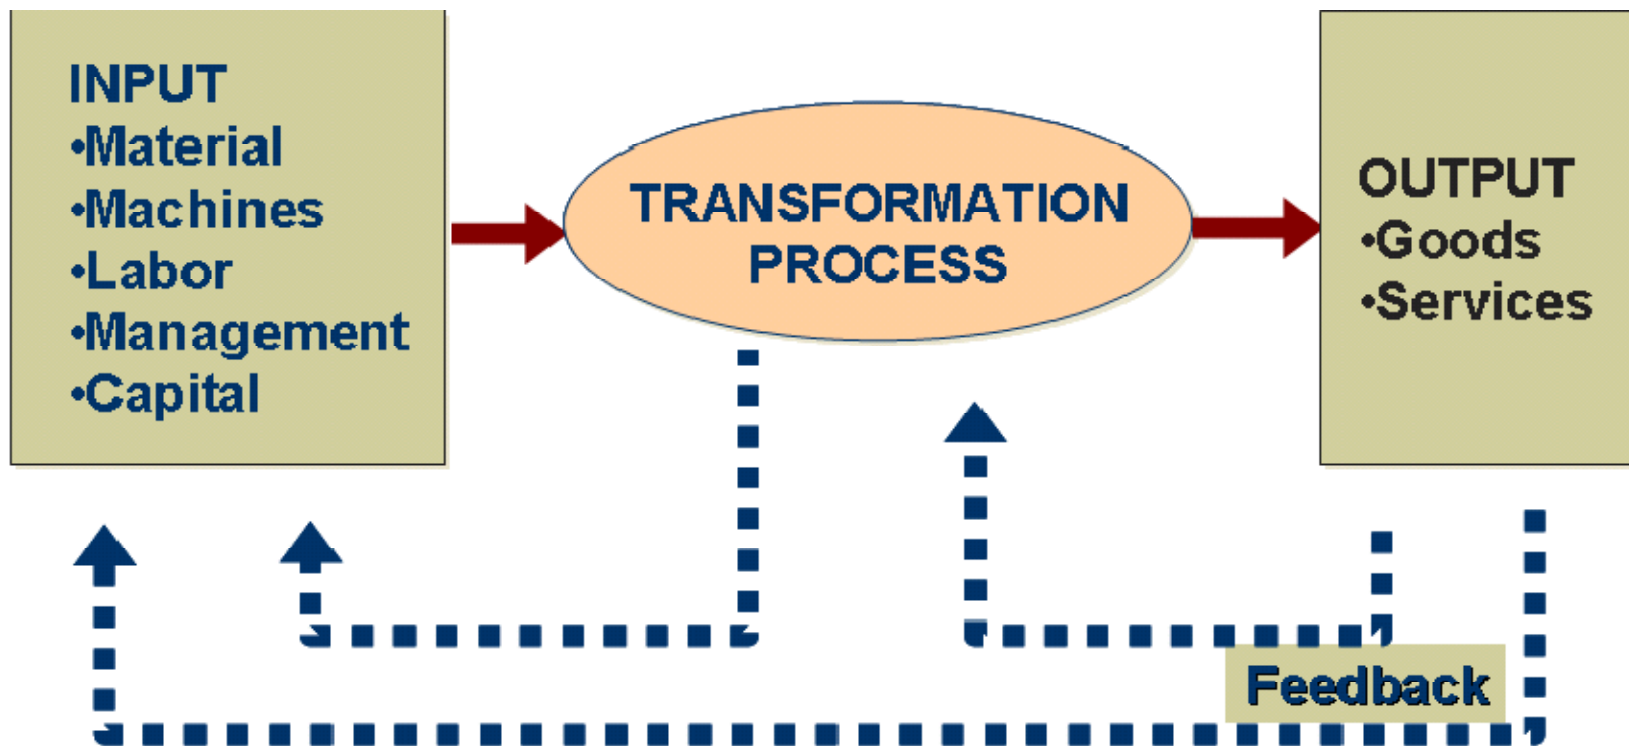 INPUT
•Material
•Machines
•Labor
•Management
•Capital
TRANSFORMATION
PROCESS
OUTPUT
•Goods
•Services
Feedback